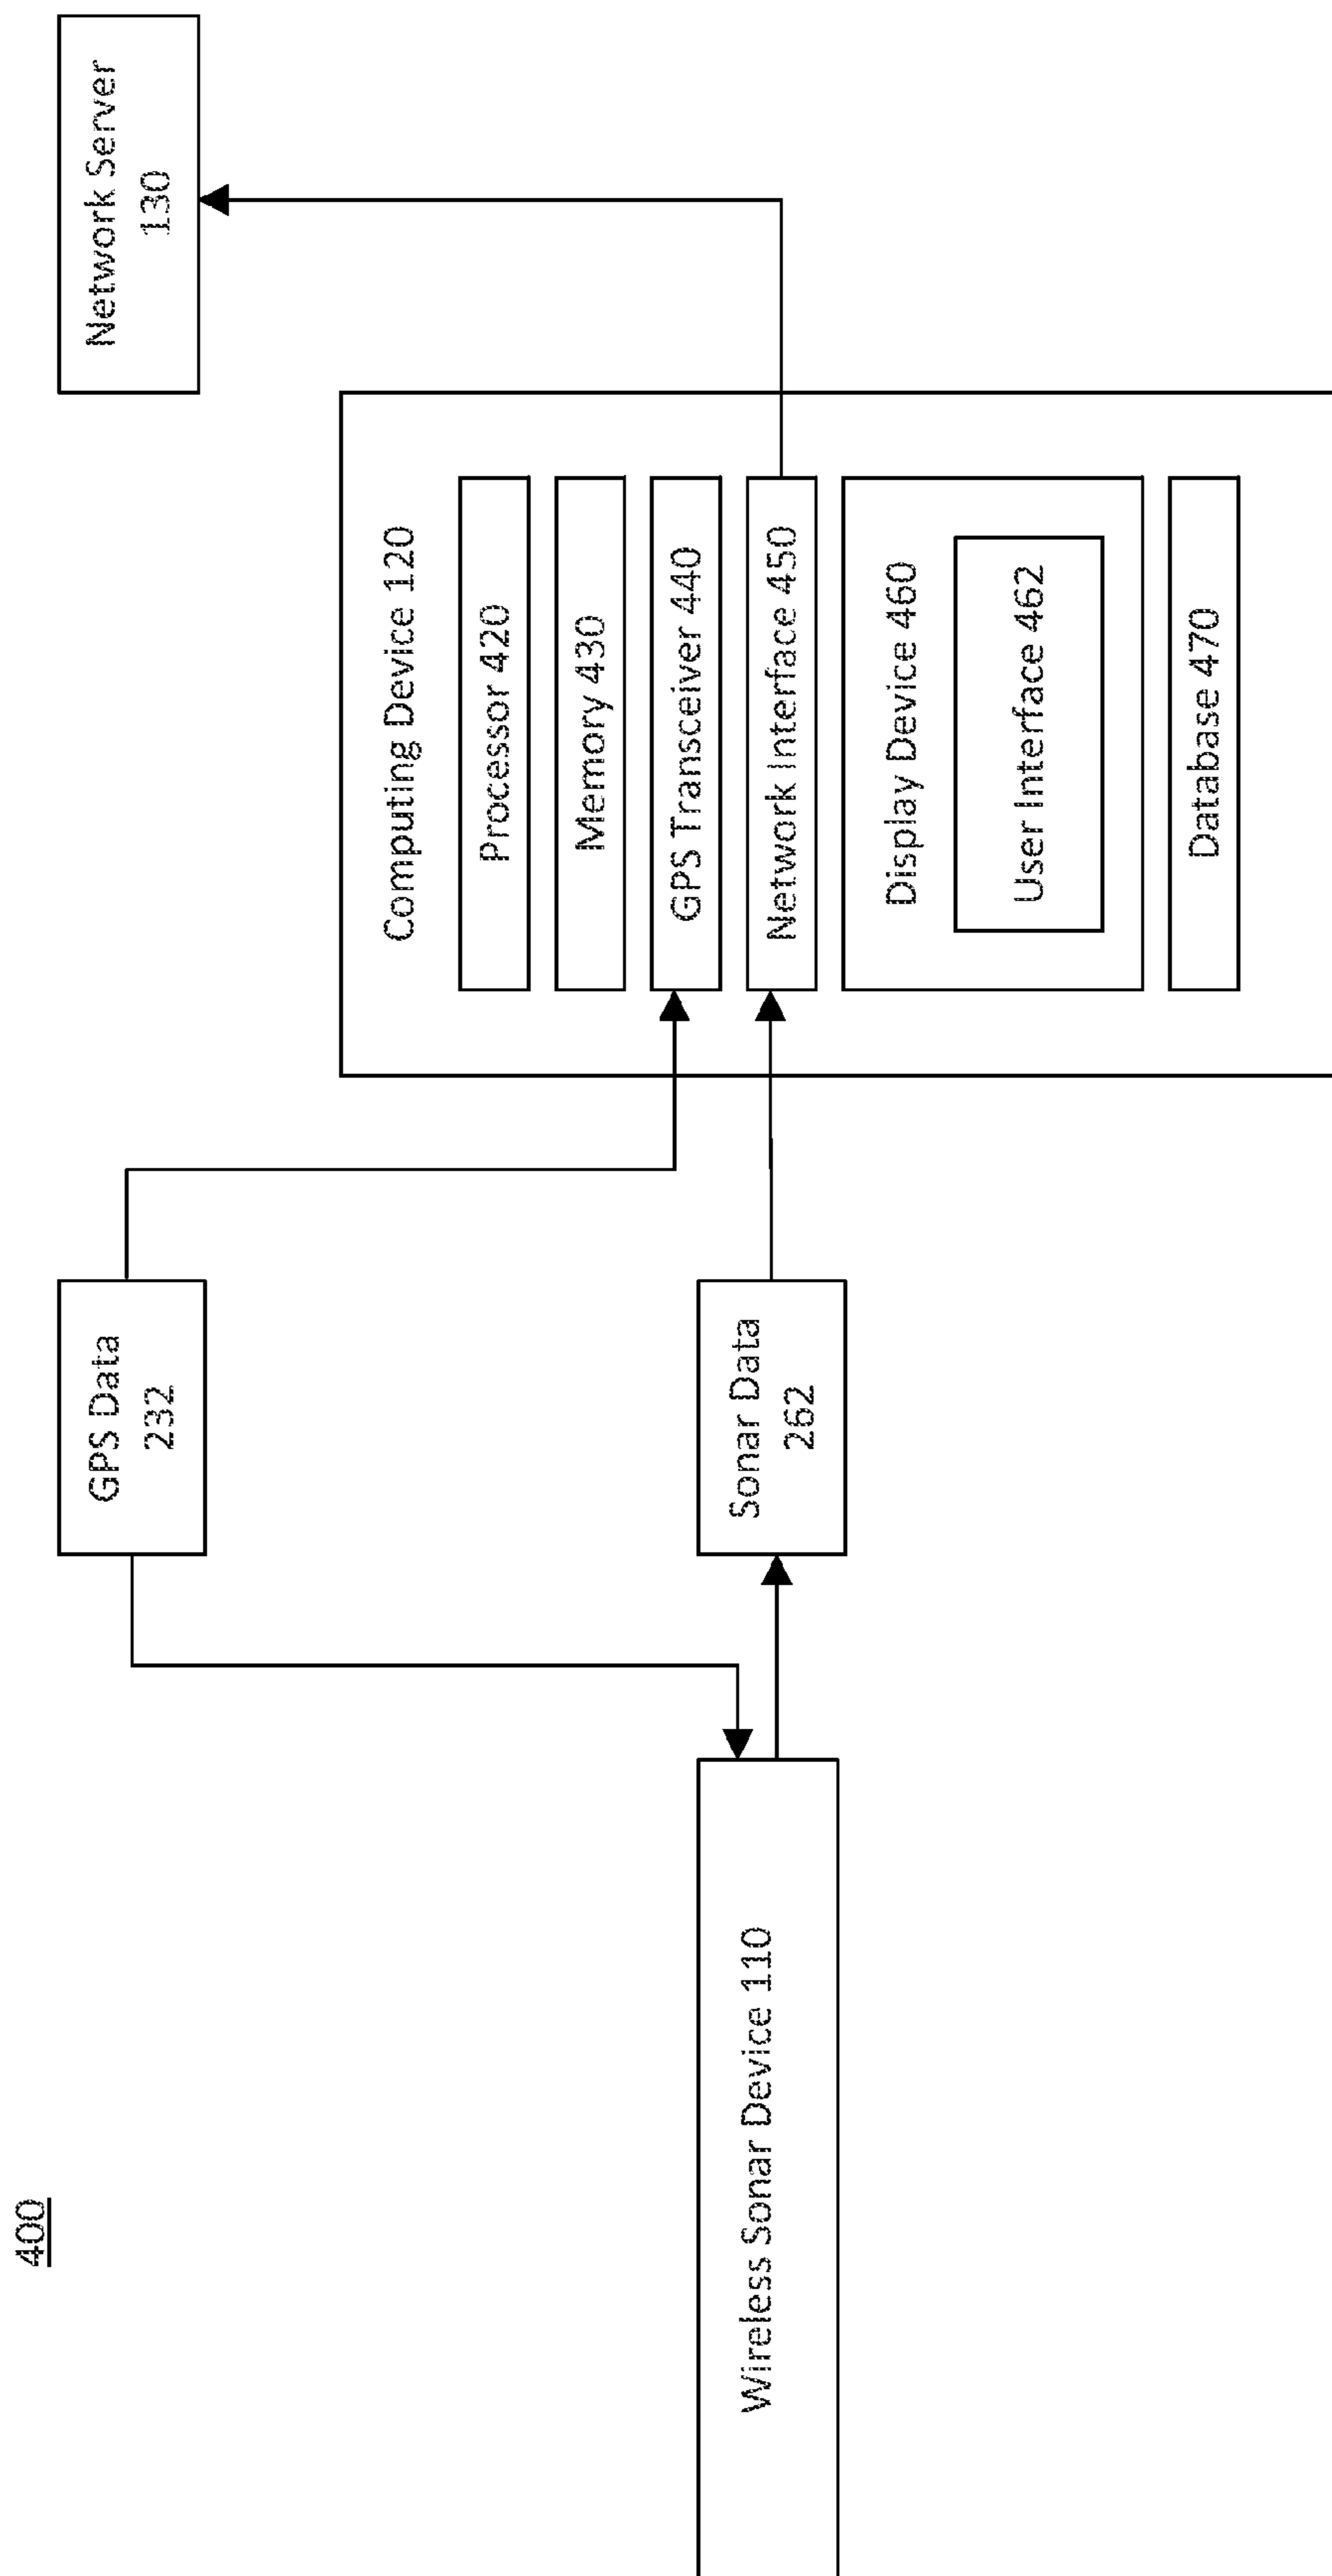 400
GPS Data
232
Network Server
130
Wireless Sonar Device 110
Sonar Data
262
Computing Device 120
Processor 420
Memory 430
GPS Transceiver 440
Network Interface 450
Display Device 460
User Interface 462
Database 470